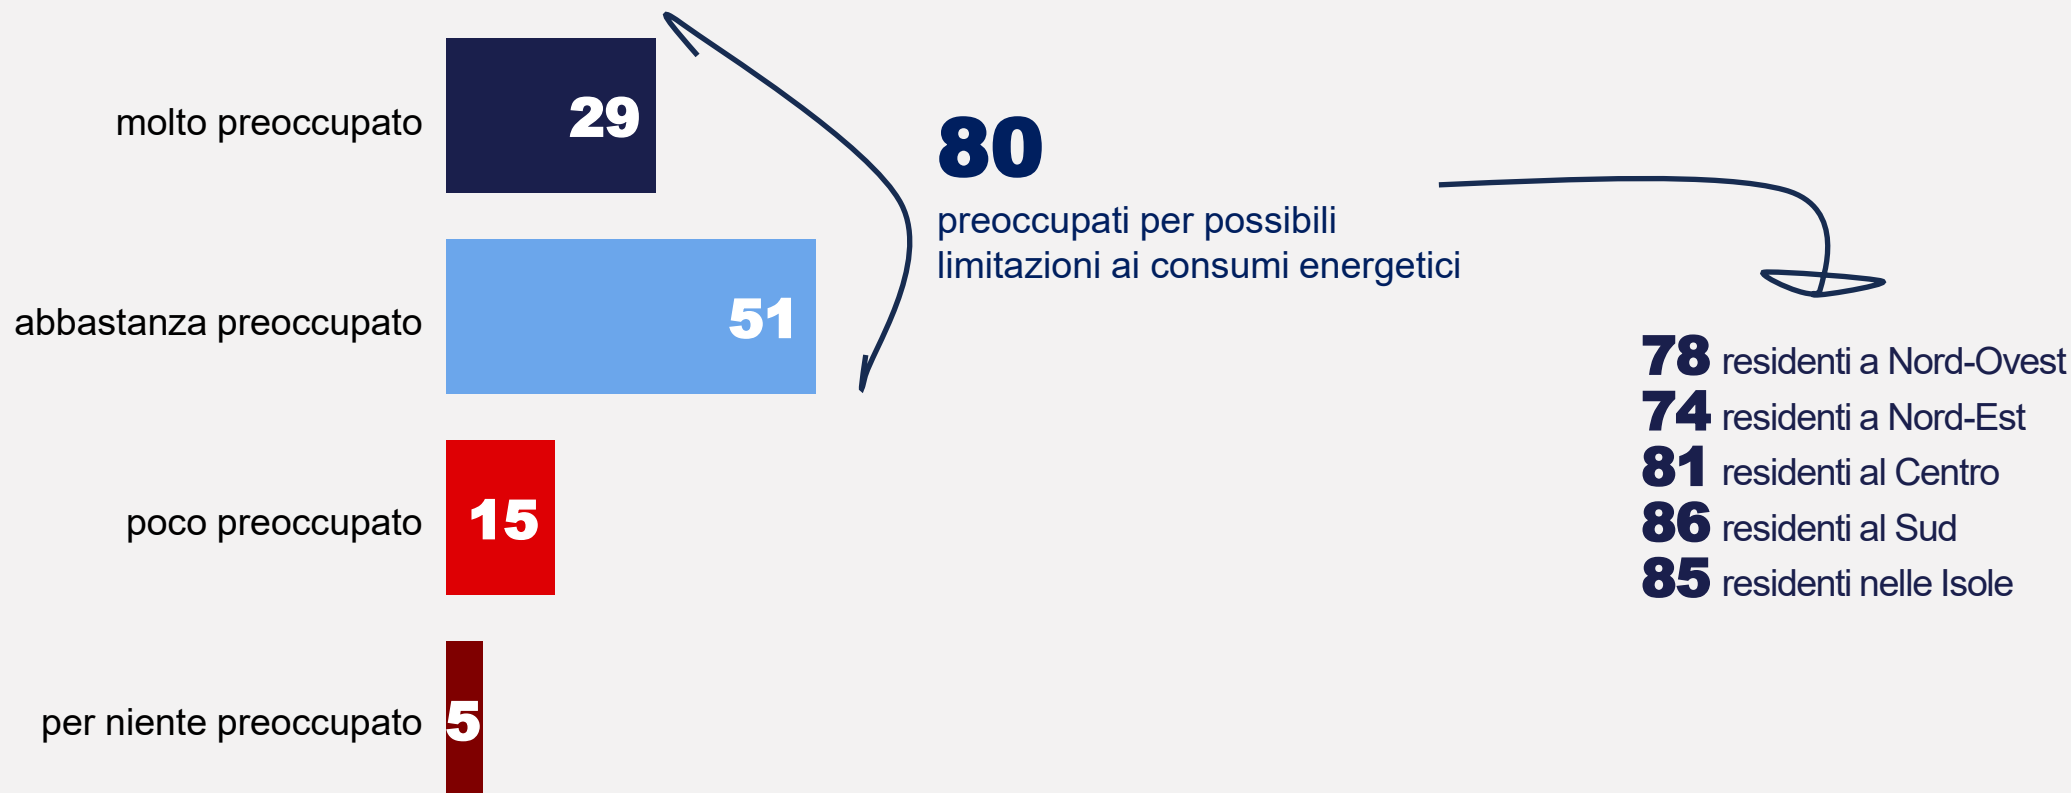 molto preoccupato
29
abbastanza preoccupato
51
poco preoccupato
15
per niente preoccupato
5
80
preoccupati per possibili
limitazioni ai consumi energetici
78 residenti a Nord-Ovest
74 residenti a Nord-Est
81 residenti al Centro
86 residenti al Sud
85 residenti nelle Isole